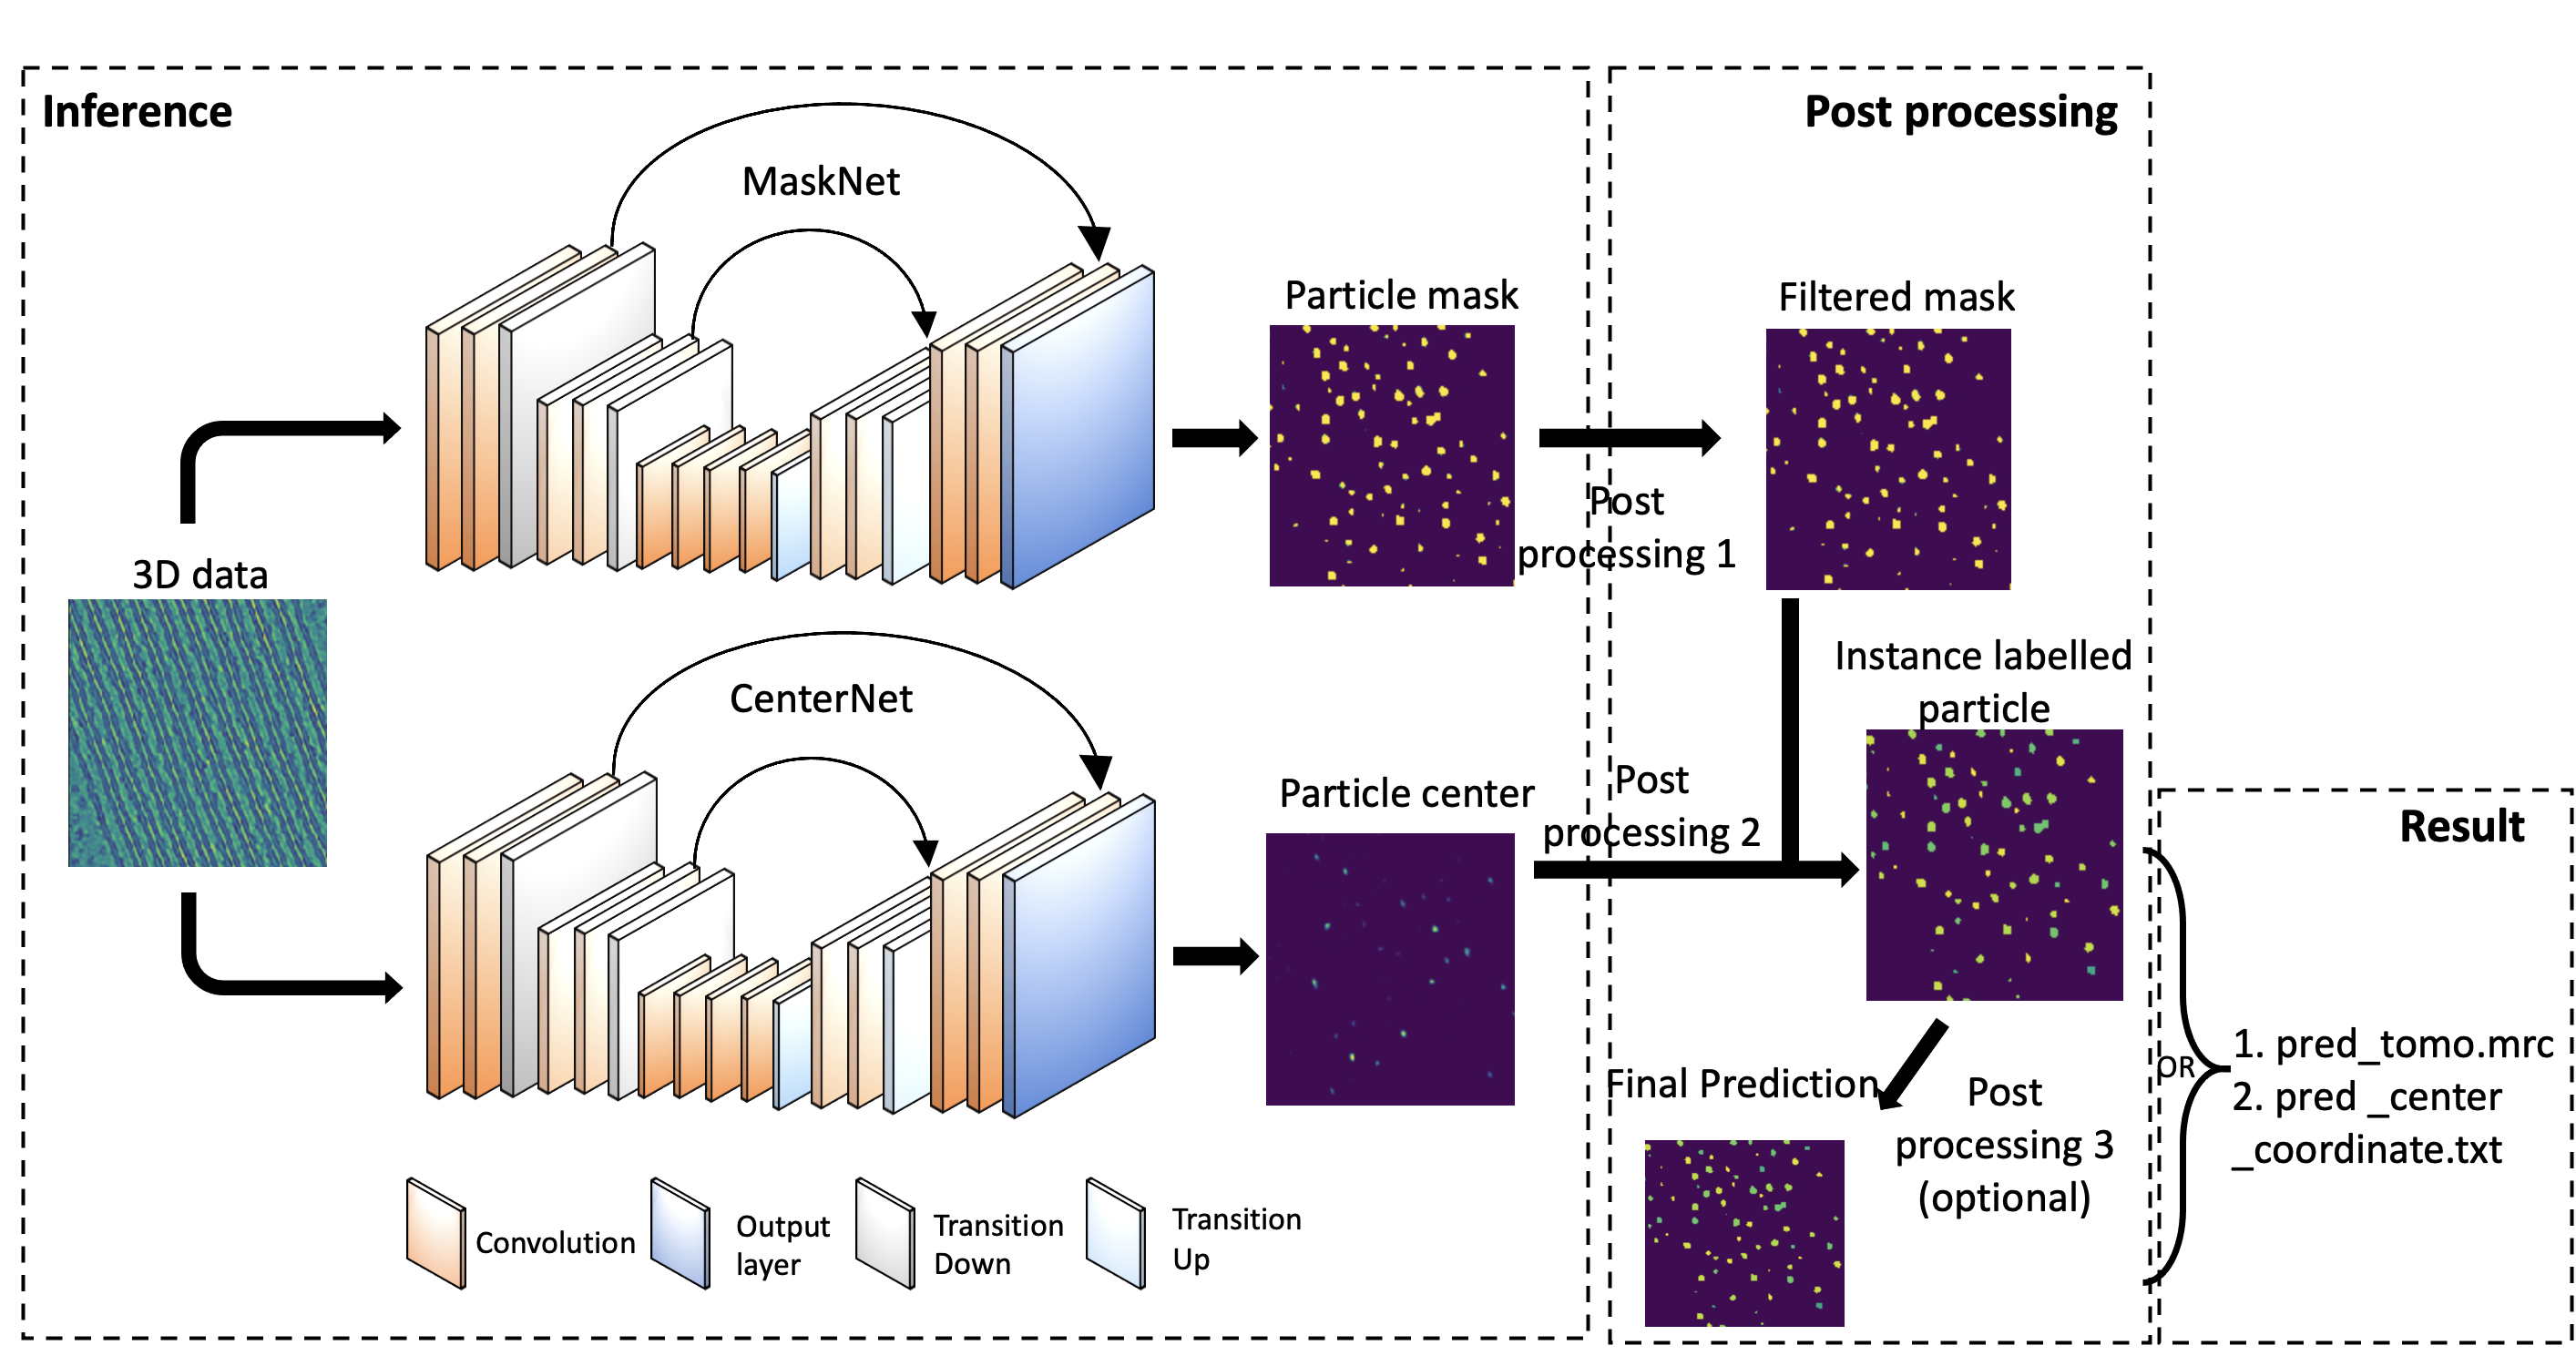 Inference
Post processing
MaskNet
Particle mask
Filtered mask
Post
processing 1
3D data
Instance labelled
particle
CenterNet
Particle center
Post
processing 2
Result
Final Prediction
Post
processing 3
(optional)
OR
1. pred_tomo.mrc
2. pred _center
_coordinate.txt
Convolution
Output
layer
Transition
Down
Transition
Up